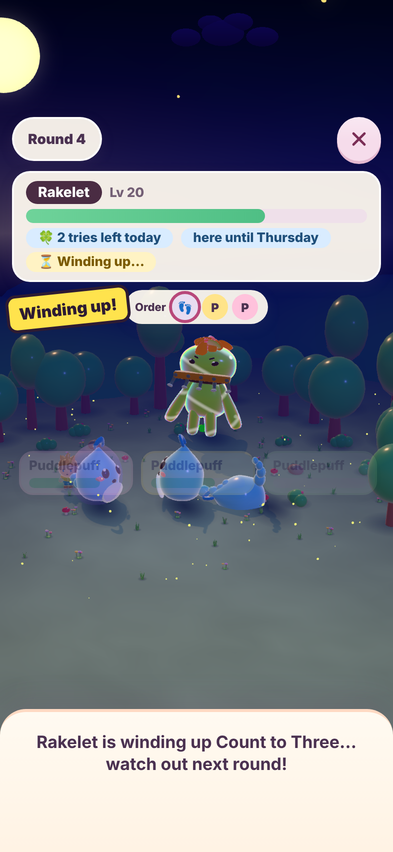 Round 4
Rakelet Lv 20
🍀 2 tries left today here until Thursday
⏳ Winding up...
Winding up!
Order 👣 P P
Puddlepuff Puddlepuff Puddlepuff
Rakelet is winding up Count to Three...
watch out next round!